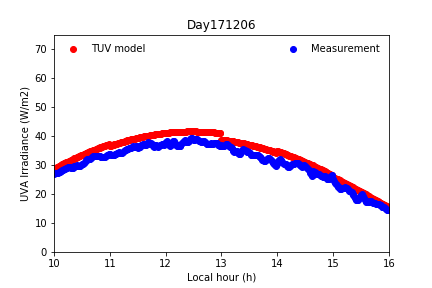 Day171206
TUV model
Measurement
UVA Irradiance (W/m2)
70
60
50
40
30
20
10
0
10 11 12 13 14 15 16
Local hour (h)